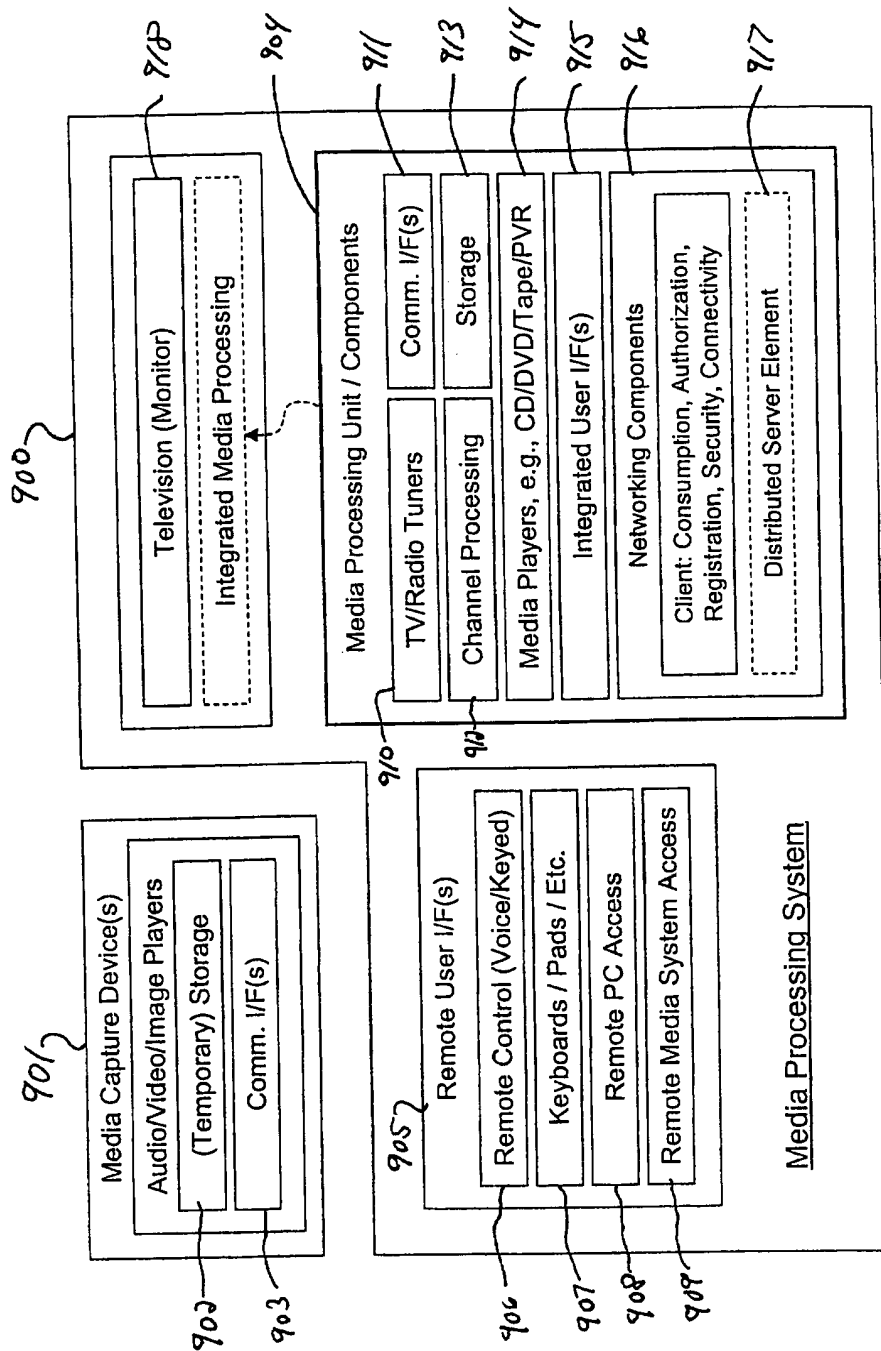 900
901
Media Capture Device(s)
Audio/Video/Image Players
(Temporary) Storage
902
Comm. I/F(s)
903
Television (Monitor)
918
Integrated Media Processing
904
Media Processing Unit / Components
TV/Radio Tuners
910
Comm. I/F(s)
911
Channel Processing
912
Storage
913
Media Players, e.g., CD/DVD/Tape/PVR
914
Integrated User I/F(s)
915
Networking Components
916
Client: Consumption, Authorization,
Registration, Security, Connectivity
Distributed Server Element
917
905
Remote User I/F(s)
Remote Control (Voice/Keyed)
906
Keyboards / Pads / Etc.
907
Remote PC Access
908
Remote Media System Access
909
Media Processing System